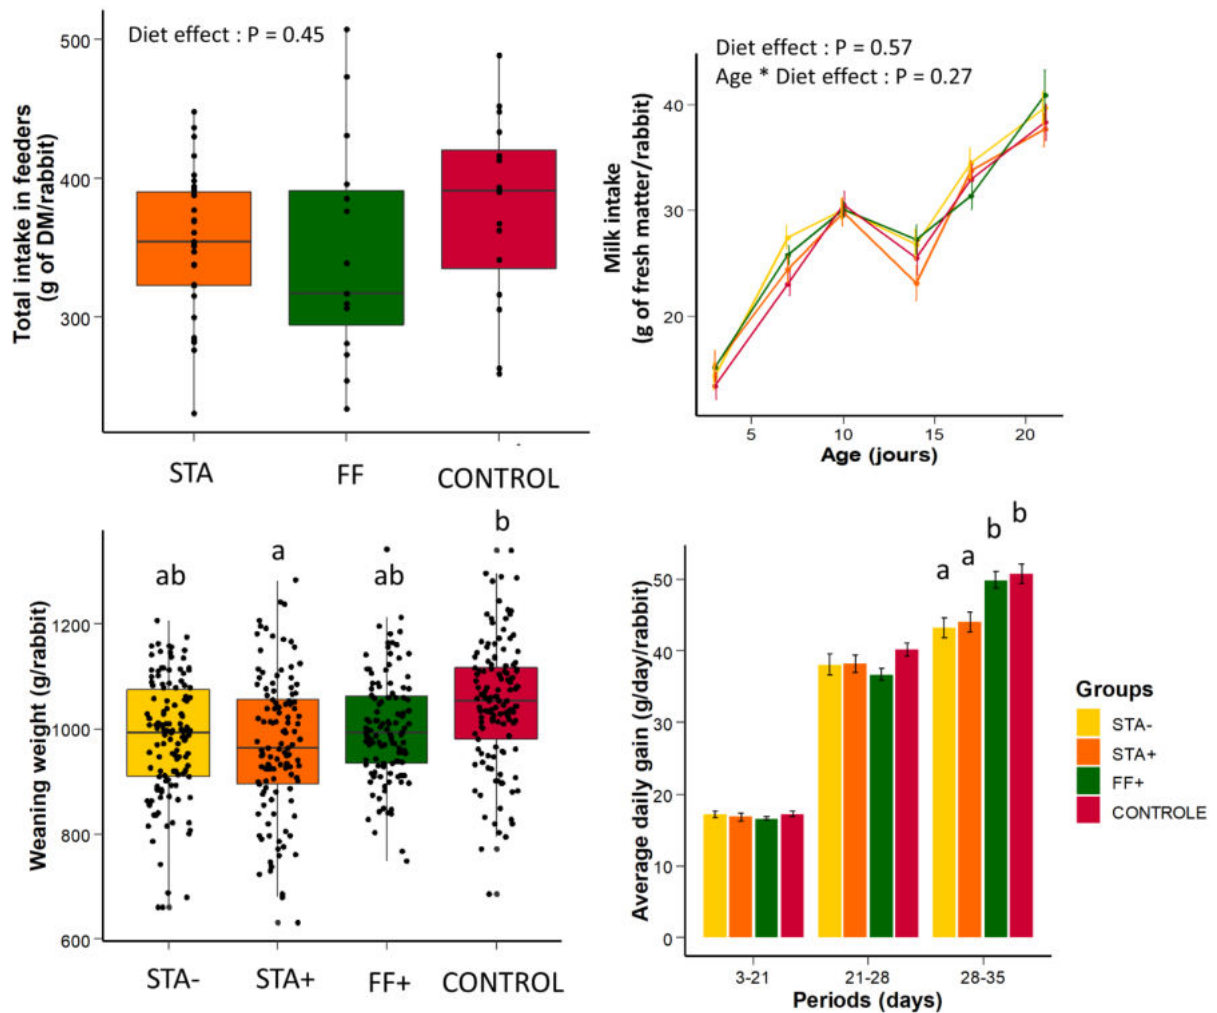 Diet effect : P = 0.45
Total intake in feeders
(g of DM/rabbit)
500
400
300
STA
FF
CONTROL
Diet effect : P = 0.57
Age * Diet effect : P = 0.27
Milk intake
(g of fresh matter/rabbit)
40
30
20
5
10
15
20
Age (jours)
Weaning weight (g/rabbit)
1200
1000
800
600
ab
a
ab
b
STA-
STA+
FF+
CONTROL
Average daily gain (g/day/rabbit)
50
40
30
20
10
0
a
a
b
b
3-21
21-28
28-35
Periods (days)
Groups
STA-
STA+
FF+
CONTROLE